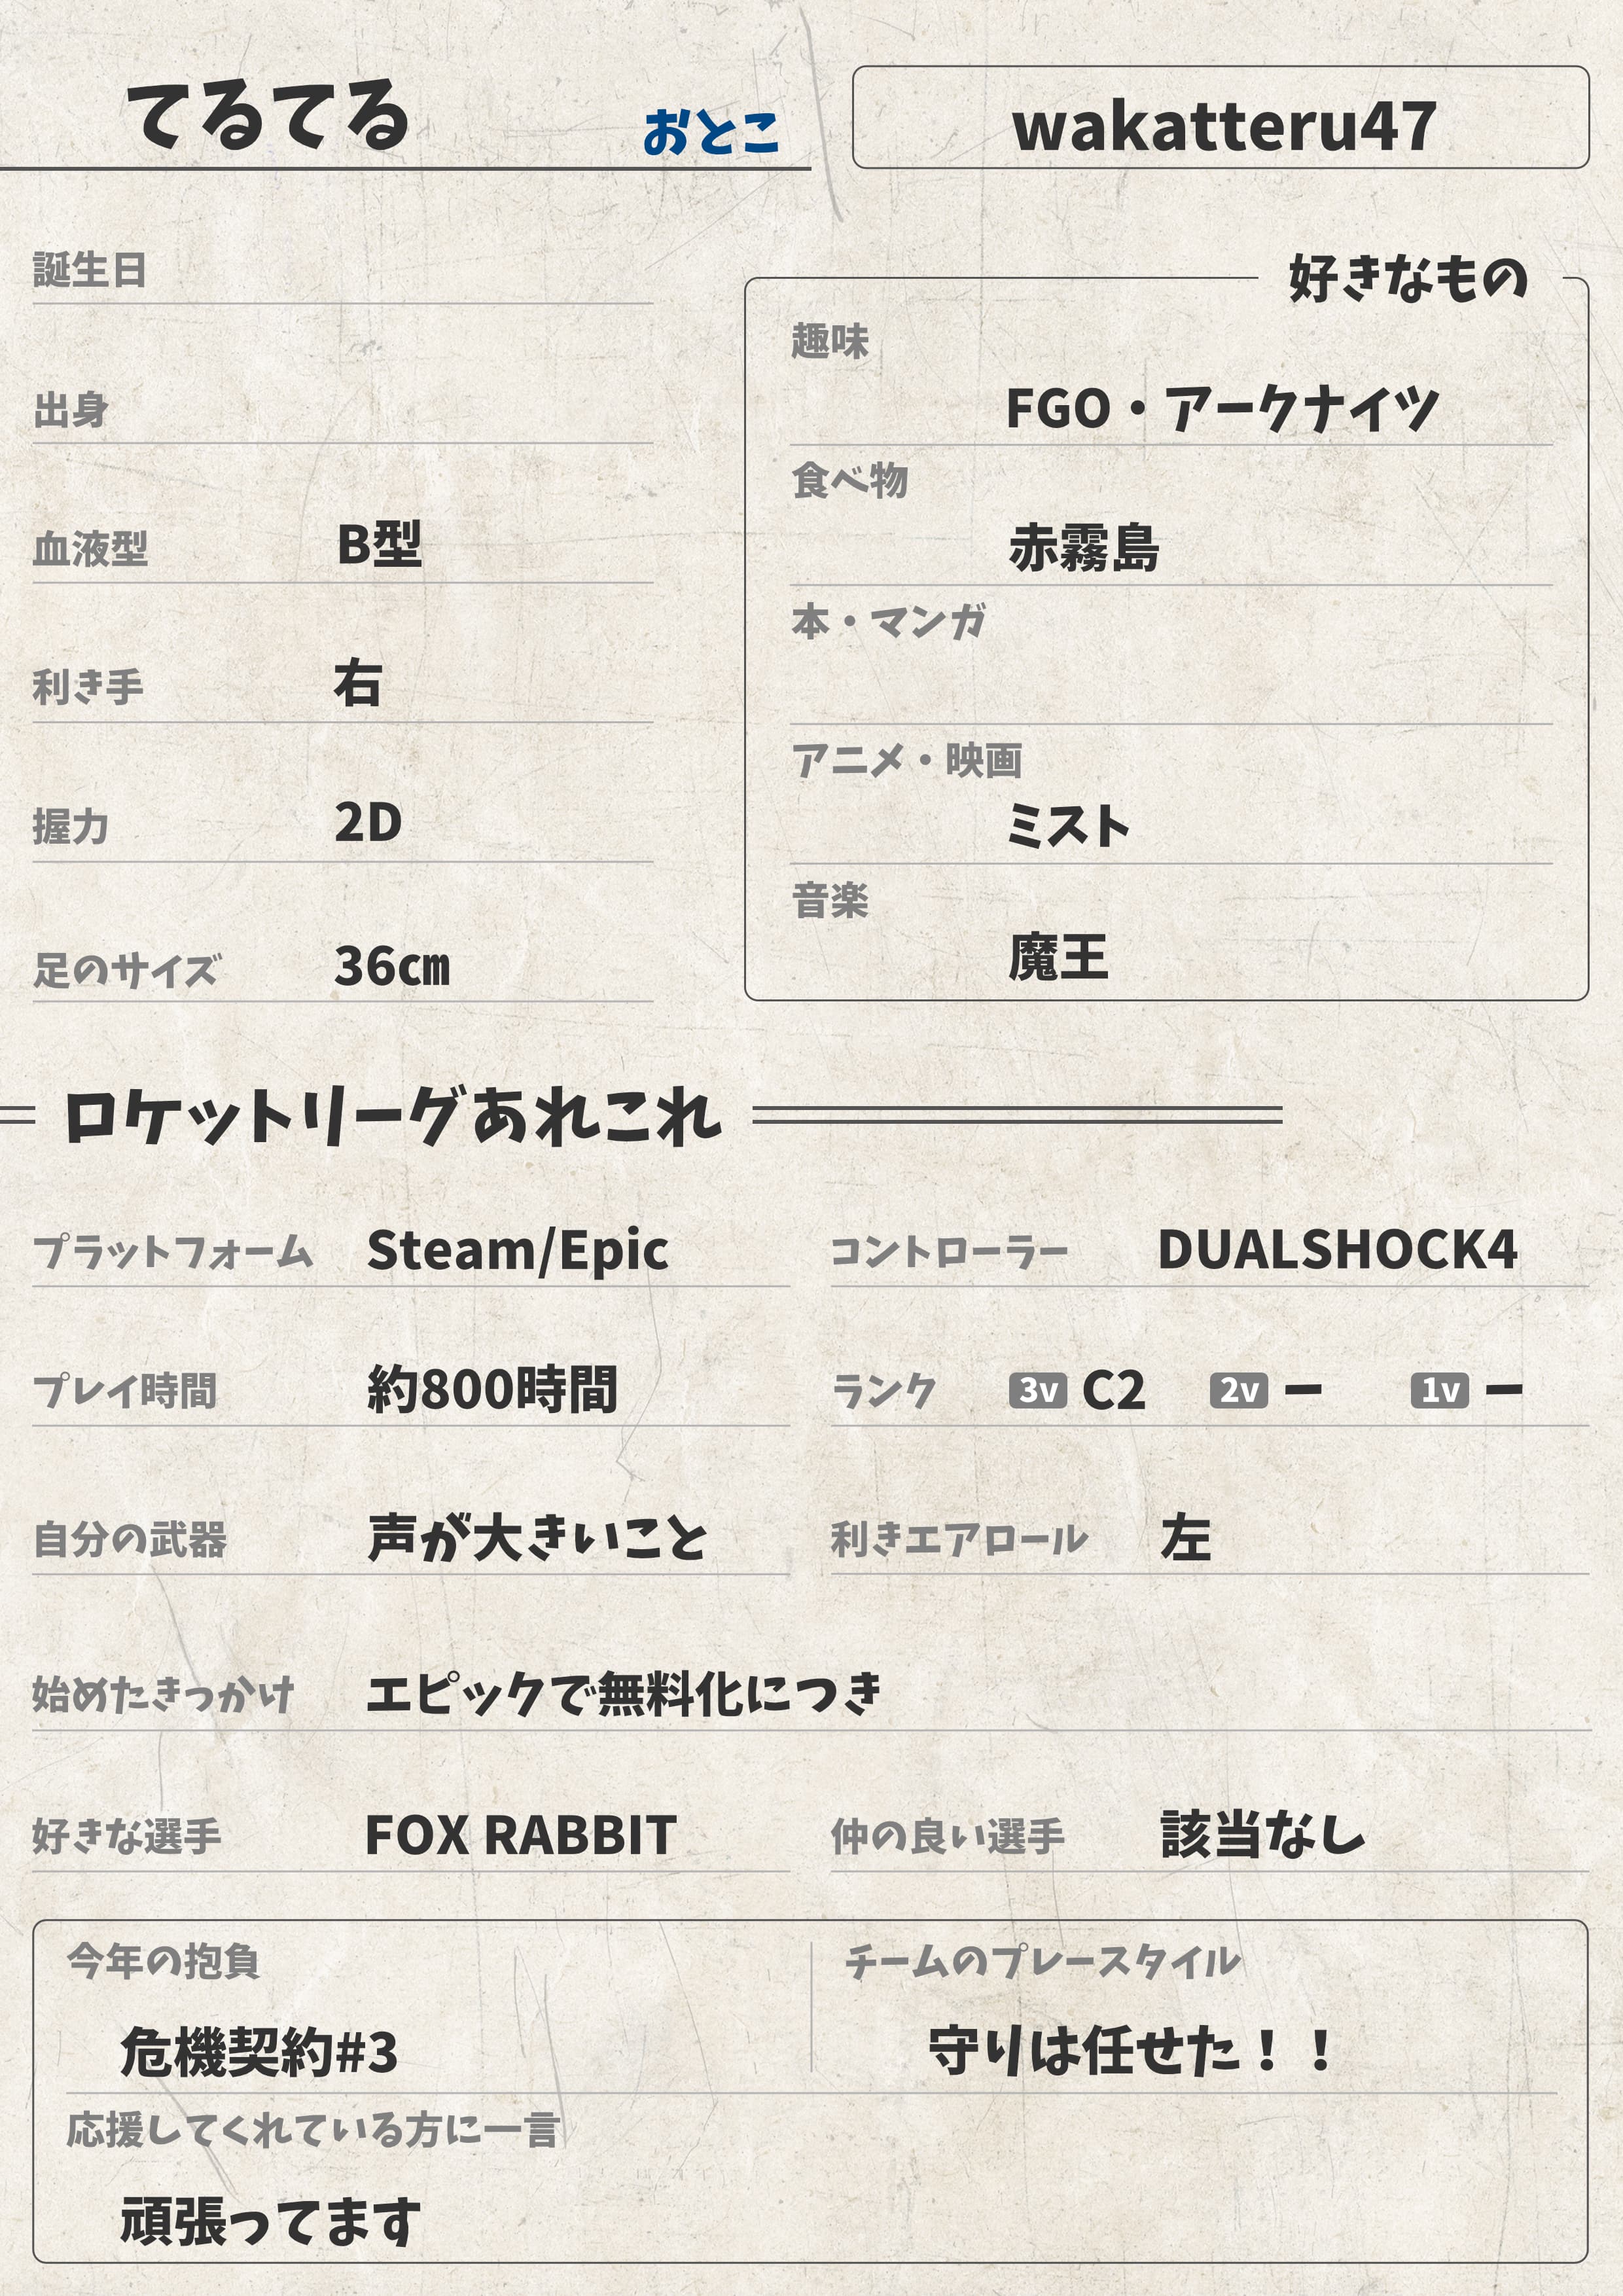 てるてる おとこ
wakatteru47
誕生日
出身
血液型 B型
利き手 右
握力 2D
足のサイズ 36㎝
好きなもの
趣味
FGO・アークナイツ
食べ物
赤霧島
本・マンガ
アニメ・映画
ミスト
音楽
魔王
ロケットリーグあれこれ
プラットフォーム Steam/Epic
コントローラー DUALSHOCK4
プレイ時間 約800時間
ランク 3v C2 2v ー 1v ー
自分の武器 声が大きいこと
利きエアロール 左
始めたきっかけ エピックで無料化につき
好きな選手 FOX RABBIT
仲の良い選手 該当なし
今年の抱負
危機契約#3
チームのプレースタイル
守りは任せた！！
応援してくれている方に一言
頑張ってます